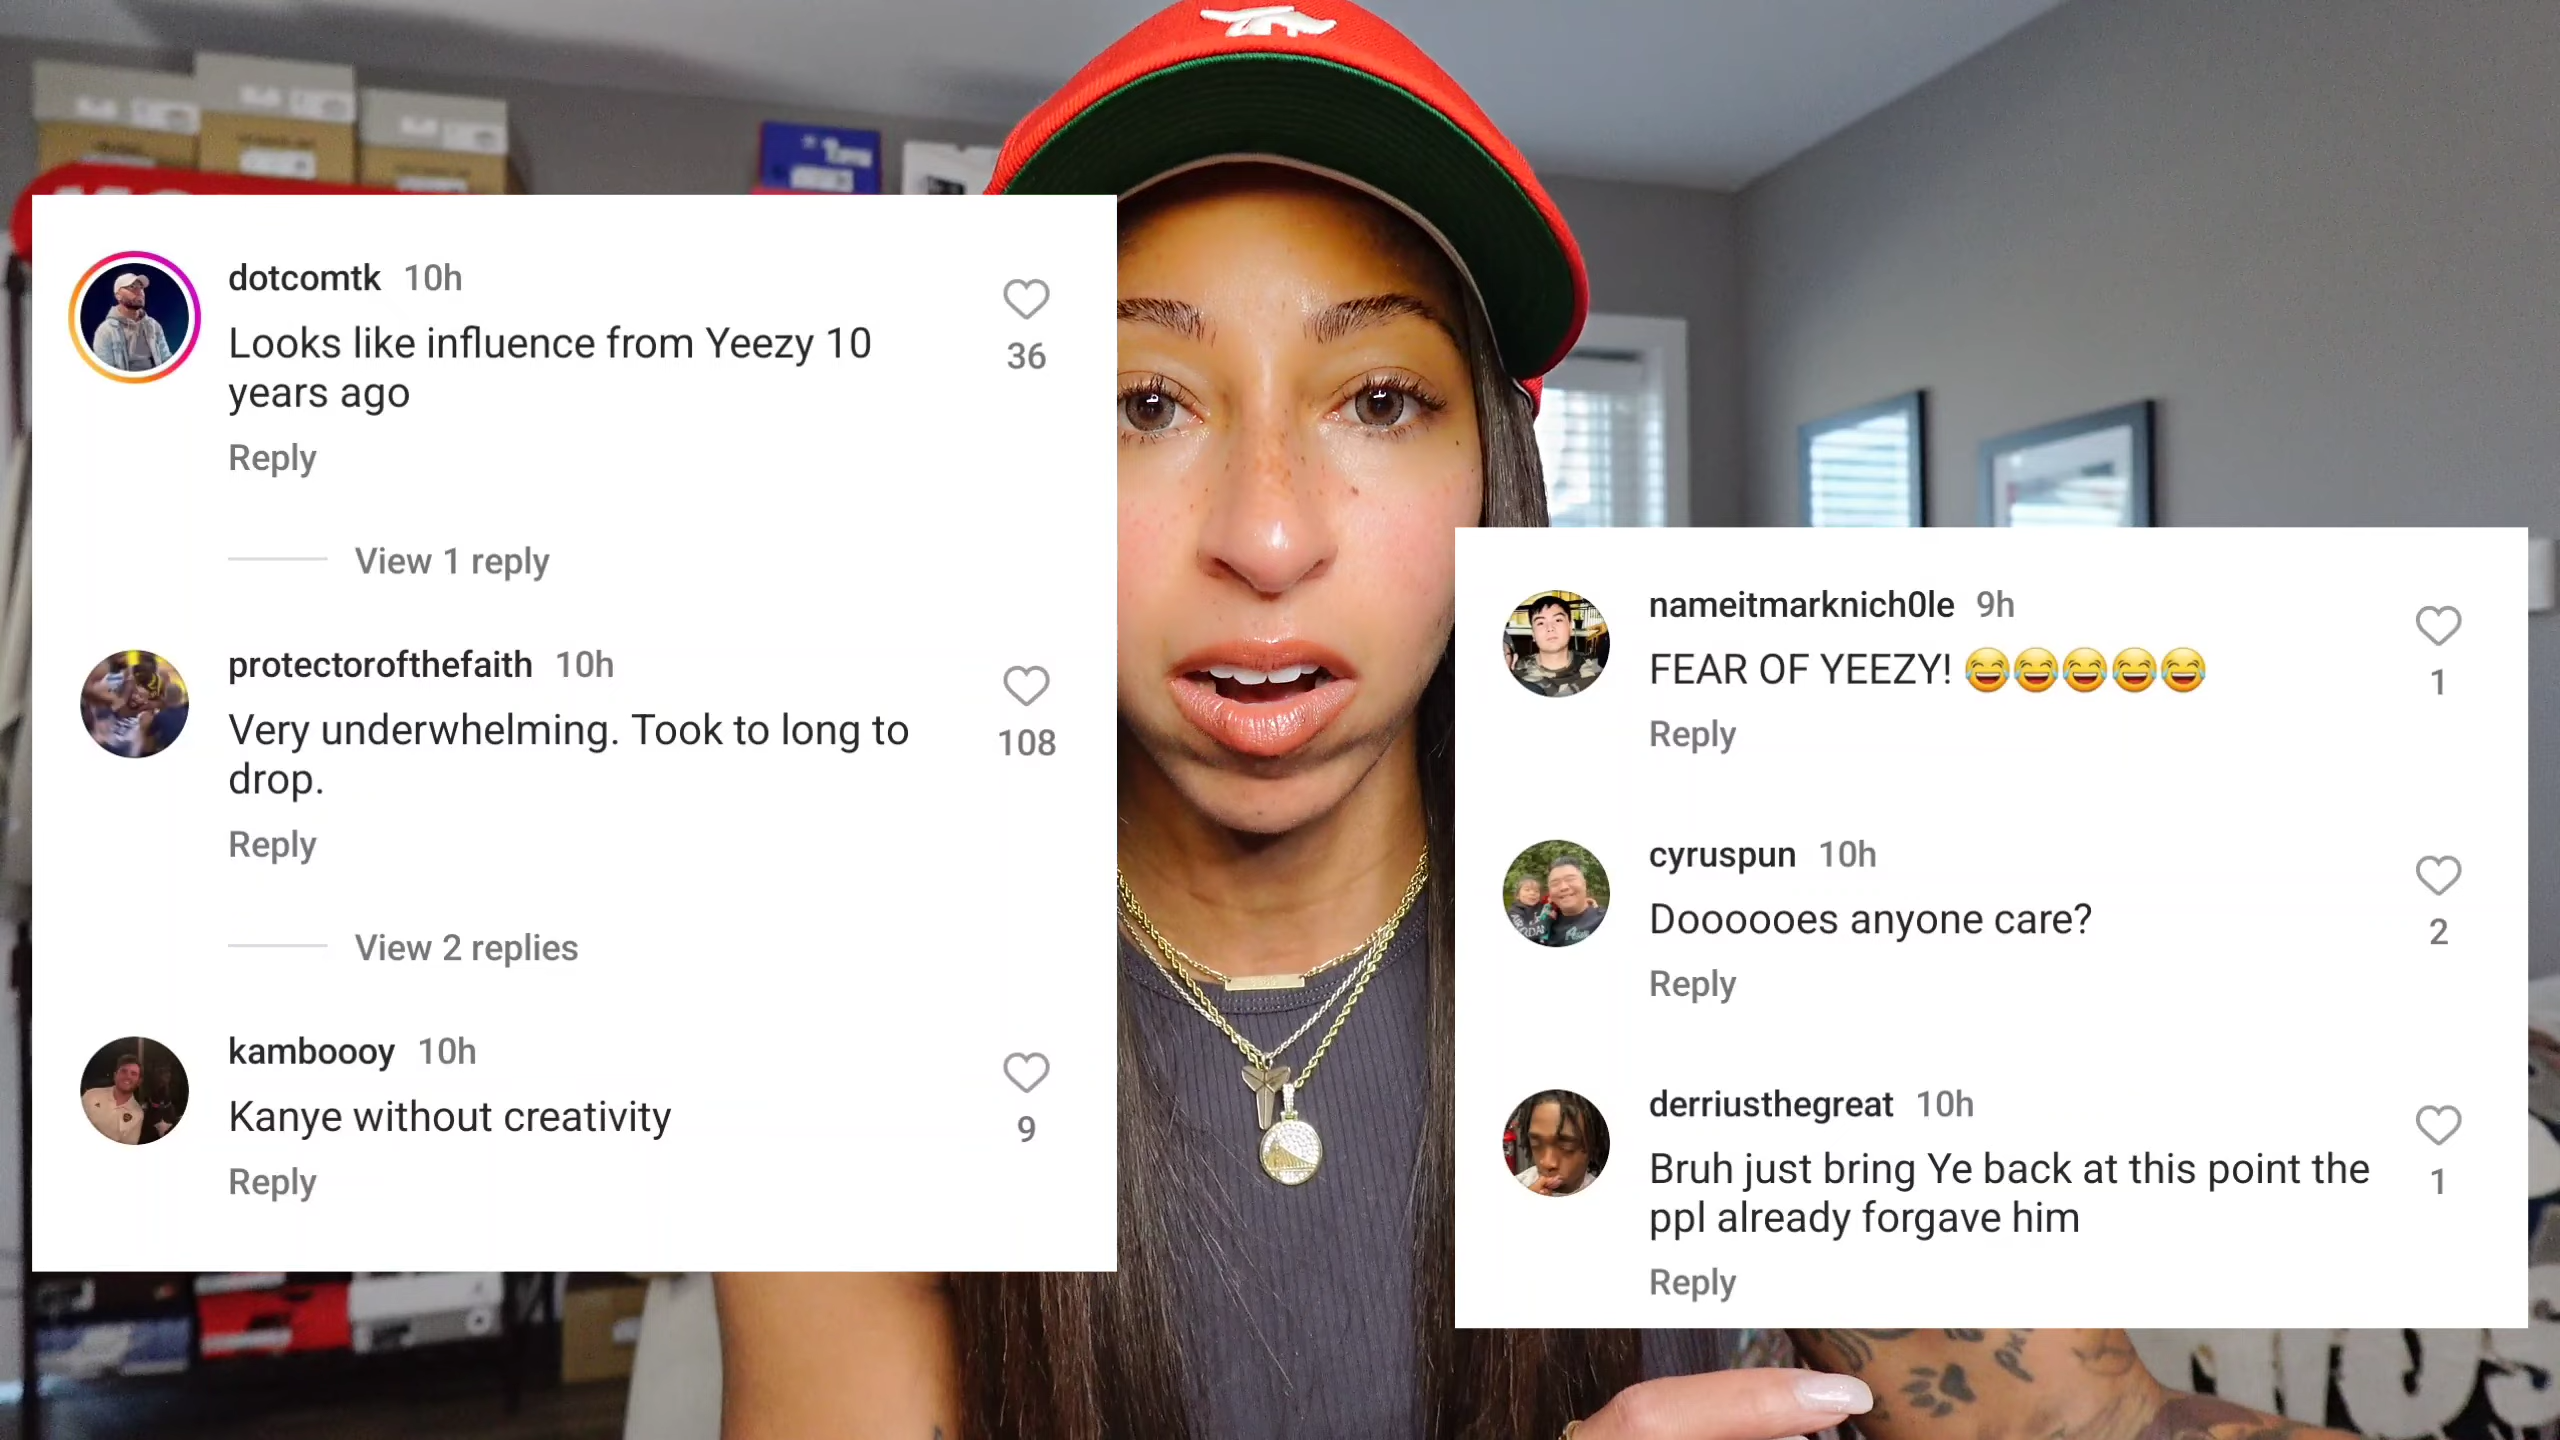 dotcomtk 10h
Looks like influence from Yeezy 10
years ago
36
Reply
View 1 reply
protectorofthefaith 10h
Very underwhelming. Took to long to
drop.
108
Reply
View 2 replies
kamboooy 10h
Kanye without creativity
9
Reply
nameitmarknich0le 9h
FEAR OF YEEZY! 😂😂😂😂😂
1
Reply
cyruspun 10h
Doooooes anyone care?
2
Reply
derriusthegreat 10h
Bruh just bring Ye back at this point the
ppl already forgave him
1
Reply